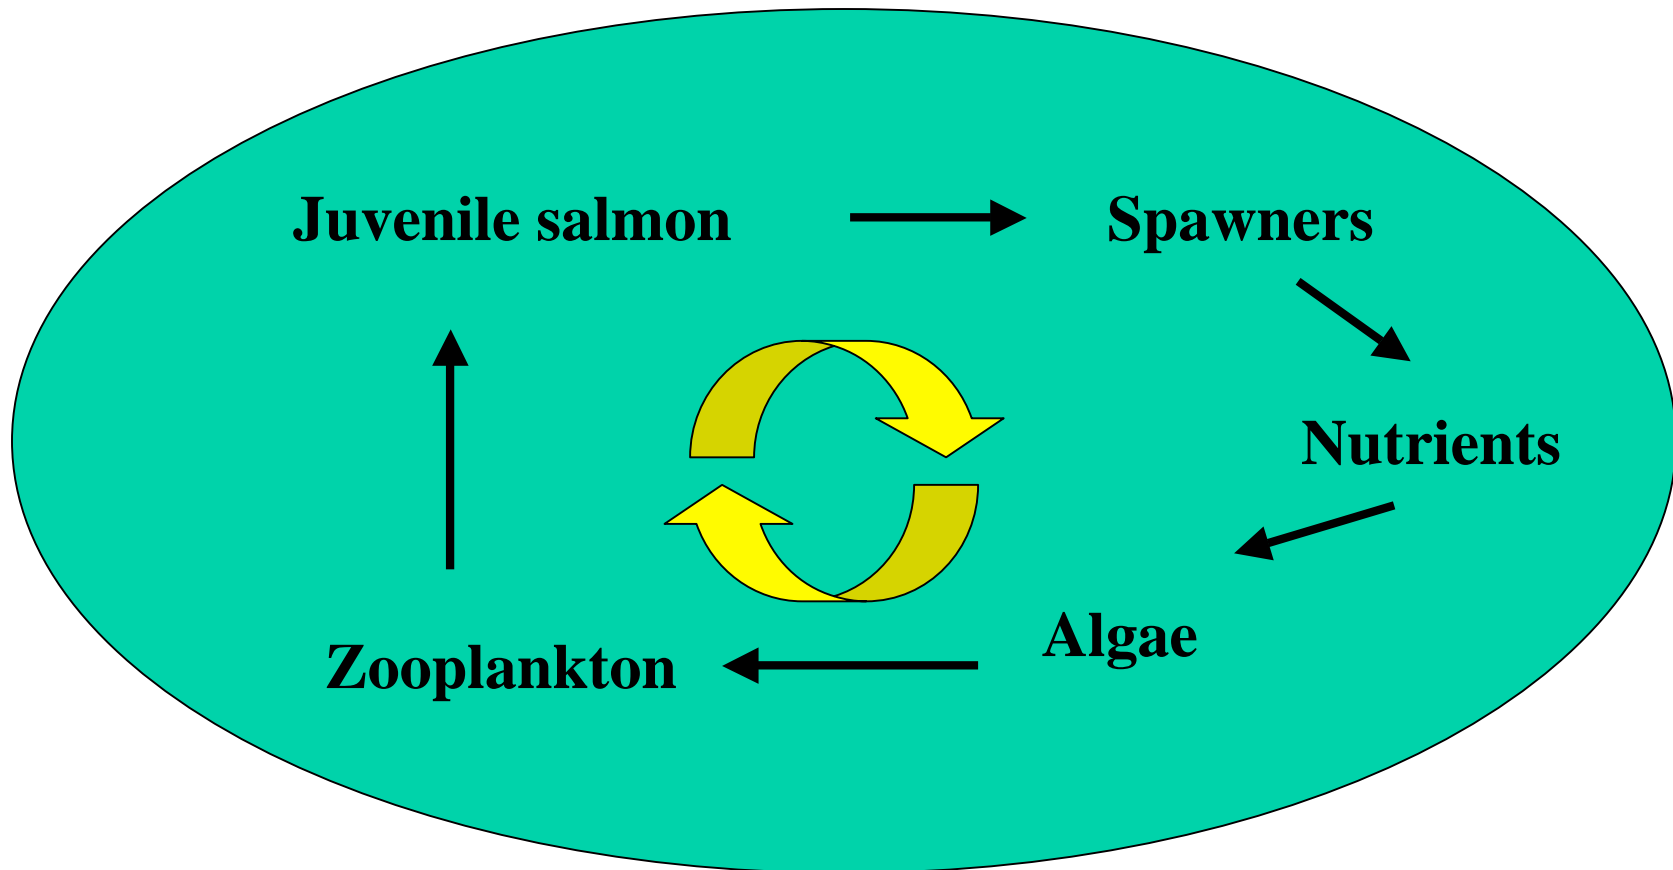 Juvenile salmon
Spawners
Nutrients
Algae
Zooplankton